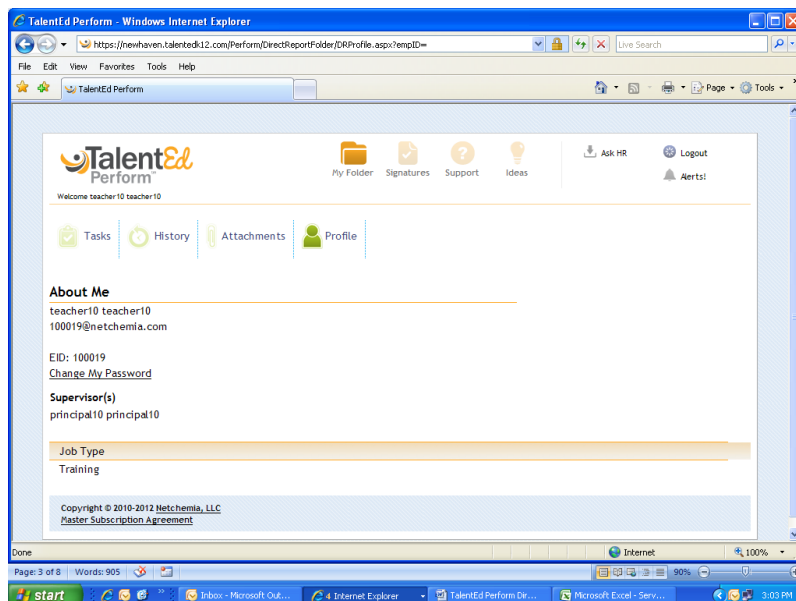 TalentEd Perform - Windows Internet Explorer
https://newhaven.talentedk12.com/Perform/DirectReportFolder/DRProfile.aspx?empID=
Live Search
File Edit View Favorites Tools Help
TalentEd Perform
Page Tools
TalentEd
Perform™
My Folder Signatures Support Ideas
Ask HR Logout
Alerts!
Welcome teacher10 teacher10
Tasks History Attachments Profile
About Me
teacher10 teacher10
100019@netchemia.com
EID: 100019
Change My Password
Supervisor(s)
principal10 principal10
Job Type
Training
Copyright © 2010-2012 Netchemia, LLC
Master Subscription Agreement
Done Internet 100%
Page: 3 of 8 Words: 905 90%
start Inbox - Microsoft Out... 4 Internet Explorer TalentEd Perform Dir... Microsoft Excel - Serv... 3:03 PM